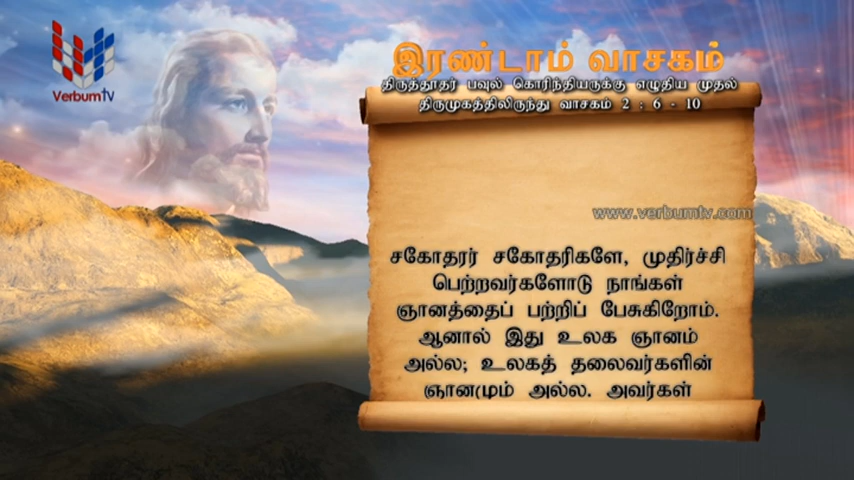 VerbumTV
இரண்டாம் வாசகம்
திருத்தூதர் பவுல் கொரிந்தியருக்கு எழுதிய முதல்
திருமுகத்திலிருந்து வாசகம் 2 : 6 - 10
www.verbumtv.com
சகோதரர் சகோதரிகளே, முதிர்ச்சி
பெற்றவர்களோடு நாங்கள்
ஞானத்தைப் பற்றிப் பேசுகிறோம்.
ஆனால் இது உலக ஞானம்
அல்ல; உலகத் தலைவர்களின்
ஞானமும் அல்ல. அவர்கள்